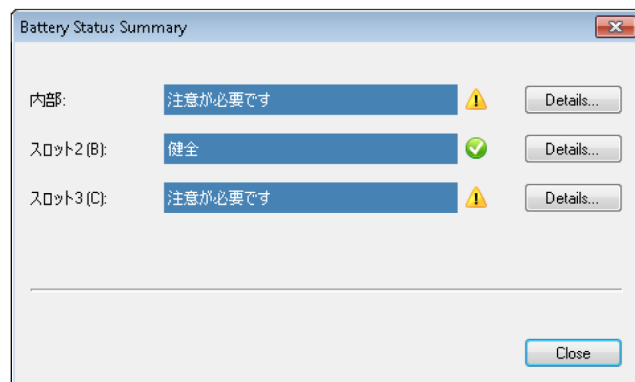 Battery Status Summary
内部: 注意が必要です Details...
スロット2(B): 健全 Details...
スロット3(C): 注意が必要です Details...
Close